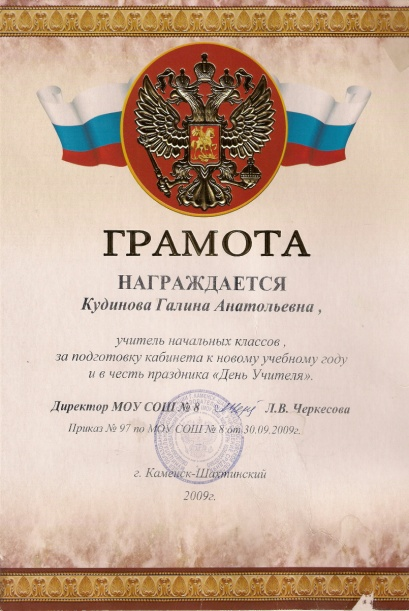 ГРАМОТА
НАГРАЖДАЕТСЯ
Кудинова Галина Анатольевна ,
учитель начальных классов ,
за подготовку кабинета к новому учебному году
и в честь праздника «День Учителя».
Директор МОУ СОШ № 8 Л.В. Черкесова
Приказ № 97 по МОУ СОШ № 8 от 30.09.2009г.
г. Каменск-Шахтинский
2009г.